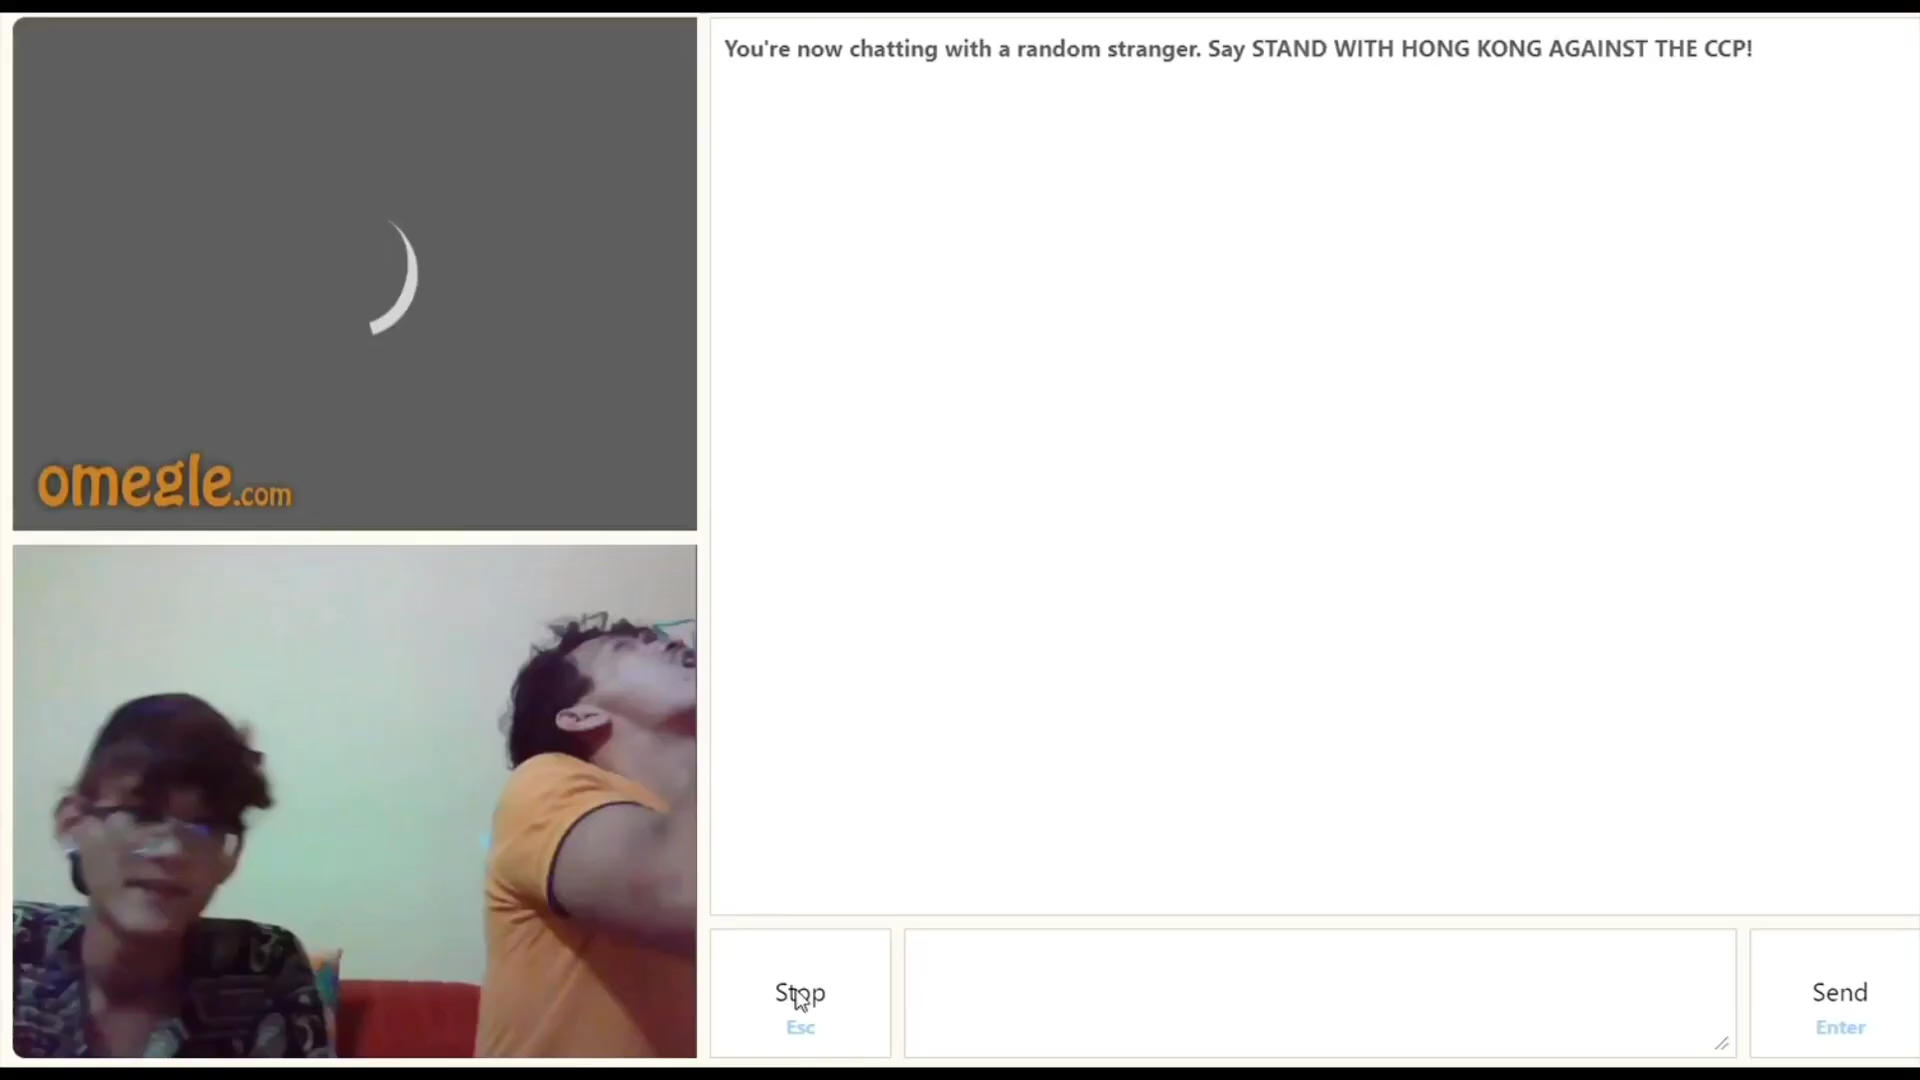 You're now chatting with a random stranger. Say STAND WITH HONG KONG AGAINST THE CCP!
omegle.com
Stop
Esc
Send
Enter